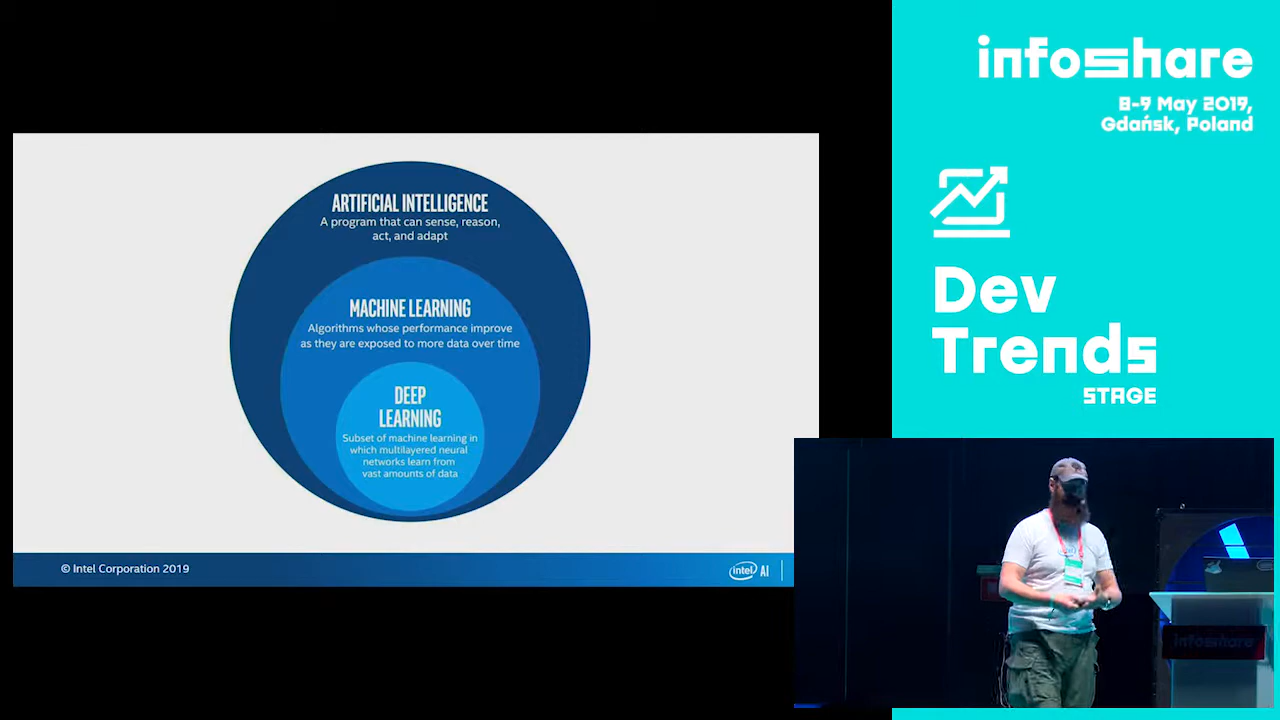 ARTIFICIAL INTELLIGENCE
A program that can sense, reason,
act, and adapt
MACHINE LEARNING
Algorithms whose performance improve
as they are exposed to more data over time
DEEP
LEARNING
Subset of machine learning in
which multilayered neural
networks learn from
vast amounts of data
© Intel Corporation 2019
intel AI
infoshare
8-9 May 2019,
Gdańsk, Poland
Dev
Trends
STAGE
infoshare